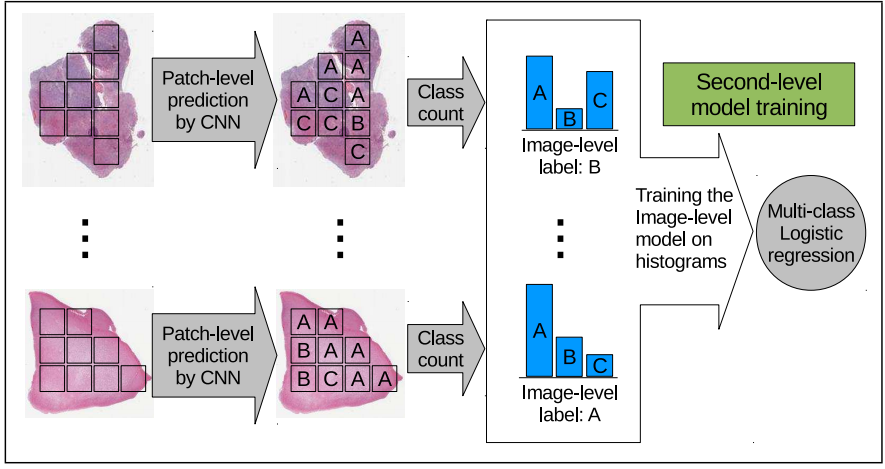 A
Patch-level
prediction
by CNN
A A
A C A
C C B
C
Class
count
A
B
C
Image-level
label: B
Second-level
model training
Training the
Image-level
model on
histograms
Multi-class
Logistic
regression
Patch-level
prediction
by CNN
A A
B A A
B C A A
Class
count
A
B
C
Image-level
label: A